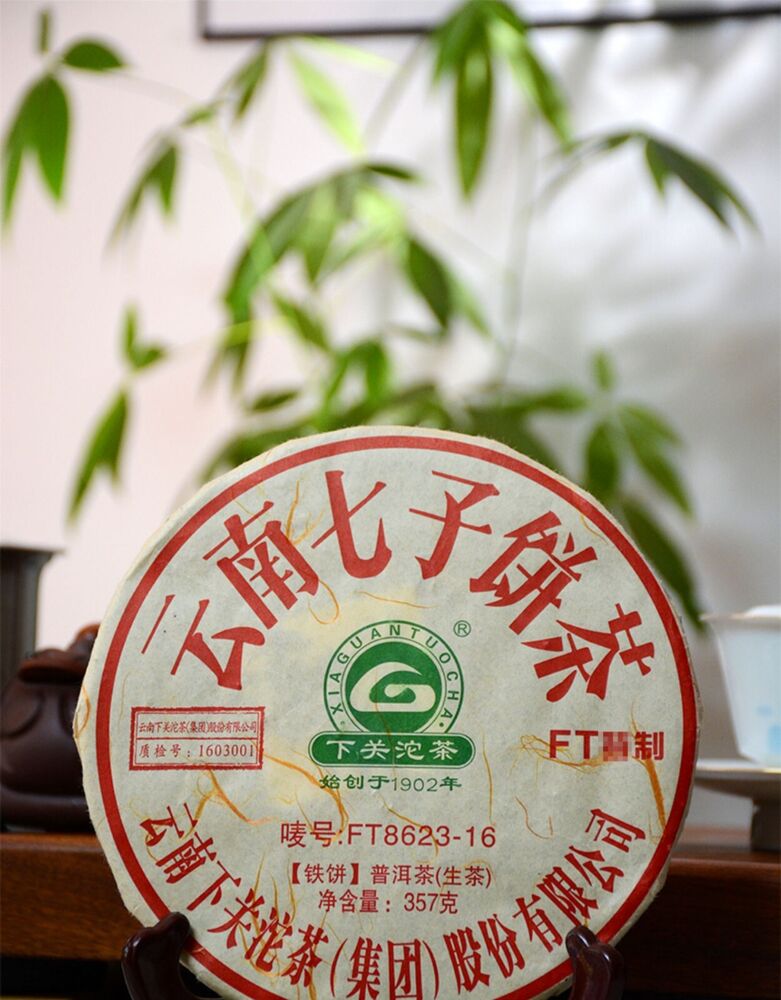 云南七子饼茶
XIAGUANTUOCHA
®
下关沱茶
始创于1902年
云南下关沱茶(集团)股份有限公司
质检号：1603001
FT 制
唛号:FT8623-16
【铁饼】普洱茶(生茶)
净含量：357克
云南下关沱茶(集团)股份有限公司